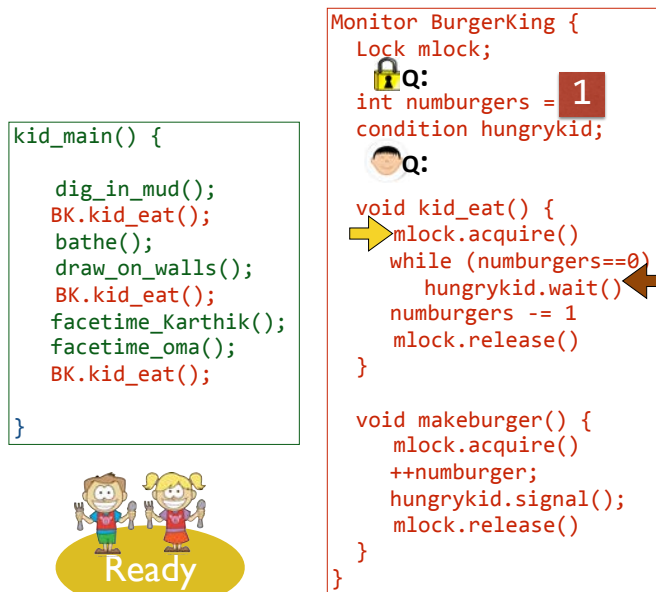 kid_main() {
dig_in_mud();
BK.kid_eat();
bathe();
draw_on_walls();
BK.kid_eat();
facetime_Karthik();
facetime_oma();
BK.kid_eat();
}
Ready
Monitor BurgerKing {
Lock mlock;
Q:
int numburgers = 1
condition hungrykid;
Q:
void kid_eat() {
mlock.acquire()
while (numburgers==0)
hungrykid.wait()
numburgers -= 1
mlock.release()
}
void makeburger() {
mlock.acquire()
++numburger;
hungrykid.signal();
mlock.release()
}
}